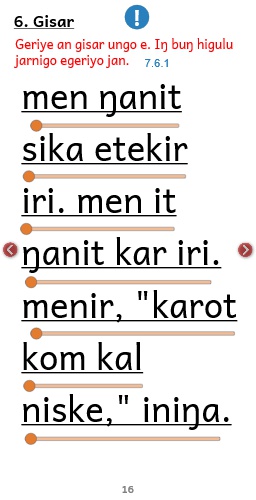 6. Gisar
Geriye an gisar ungo e. Iŋ buŋ higulu
jarnigo egeriyo jan.
7.6.1
men ŋanit
sika etekir
iri. men it
ŋanit kar iri.
menir, "karot
kom kal
niske," iniŋa.
16